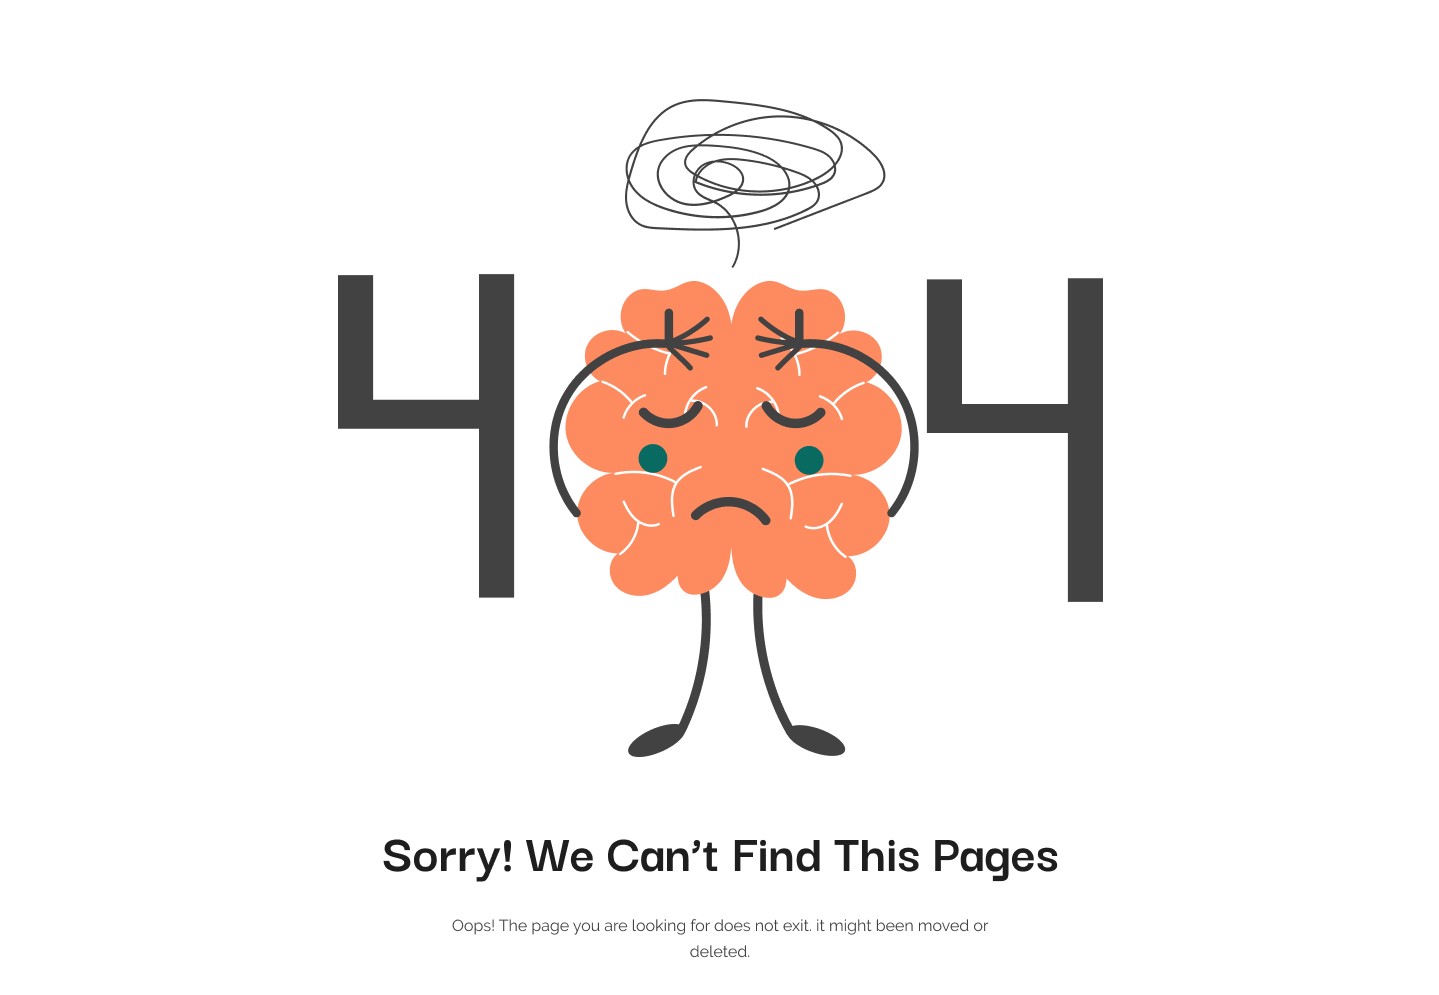 4 4
Sorry! We Can’t Find This Pages
Oops! The page you are looking for does not exit. it might been moved or
deleted.